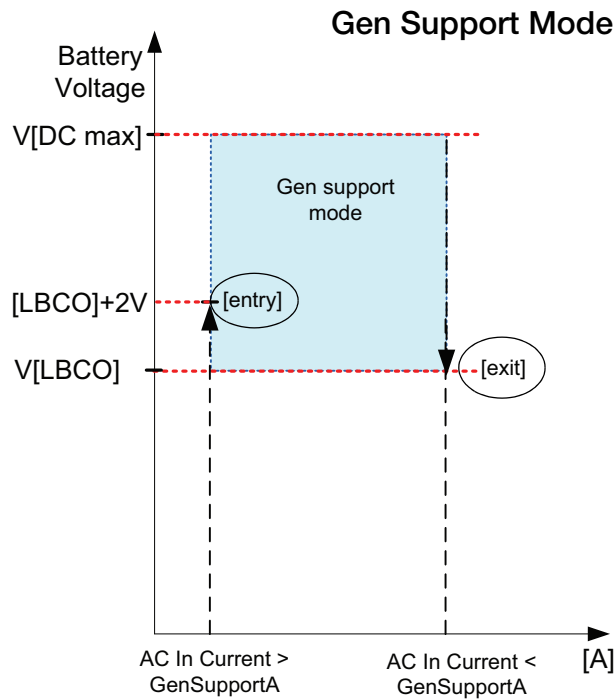 Gen Support Mode
Battery
Voltage
V[DC max]
Gen support
mode
[LBCO]+2V
[entry]
V[LBCO]
[exit]
AC In Current >
GenSupportA
AC In Current <
GenSupportA
[A]